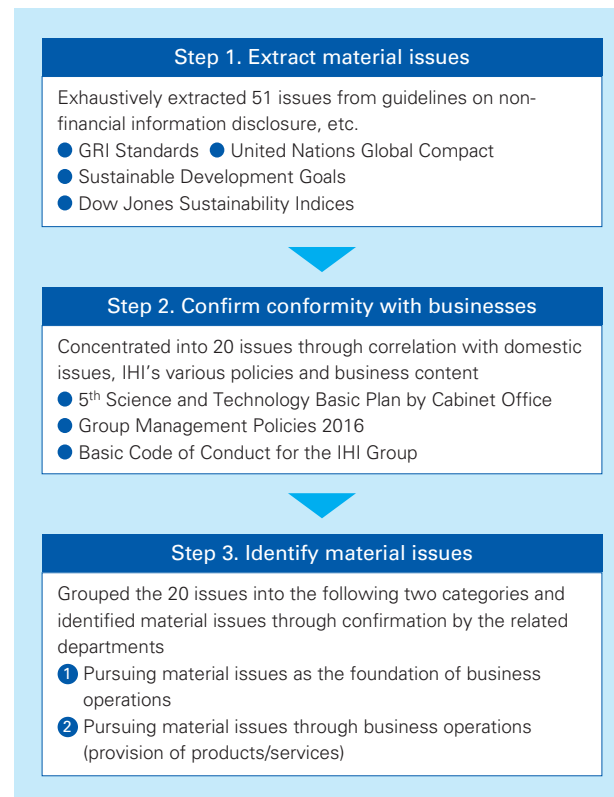 Step 1. Extract material issues
Exhaustively extracted 51 issues from guidelines on non-
financial information disclosure, etc.
● GRI Standards ● United Nations Global Compact
● Sustainable Development Goals
● Dow Jones Sustainability Indices
Step 2. Confirm conformity with businesses
Concentrated into 20 issues through correlation with domestic
issues, IHI's various policies and business content
● 5th Science and Technology Basic Plan by Cabinet Office
● Group Management Policies 2016
● Basic Code of Conduct for the IHI Group
Step 3. Identify material issues
Grouped the 20 issues into the following two categories and
identified material issues through confirmation by the related
departments
1 Pursuing material issues as the foundation of business
operations
2 Pursuing material issues through business operations
(provision of products/services)